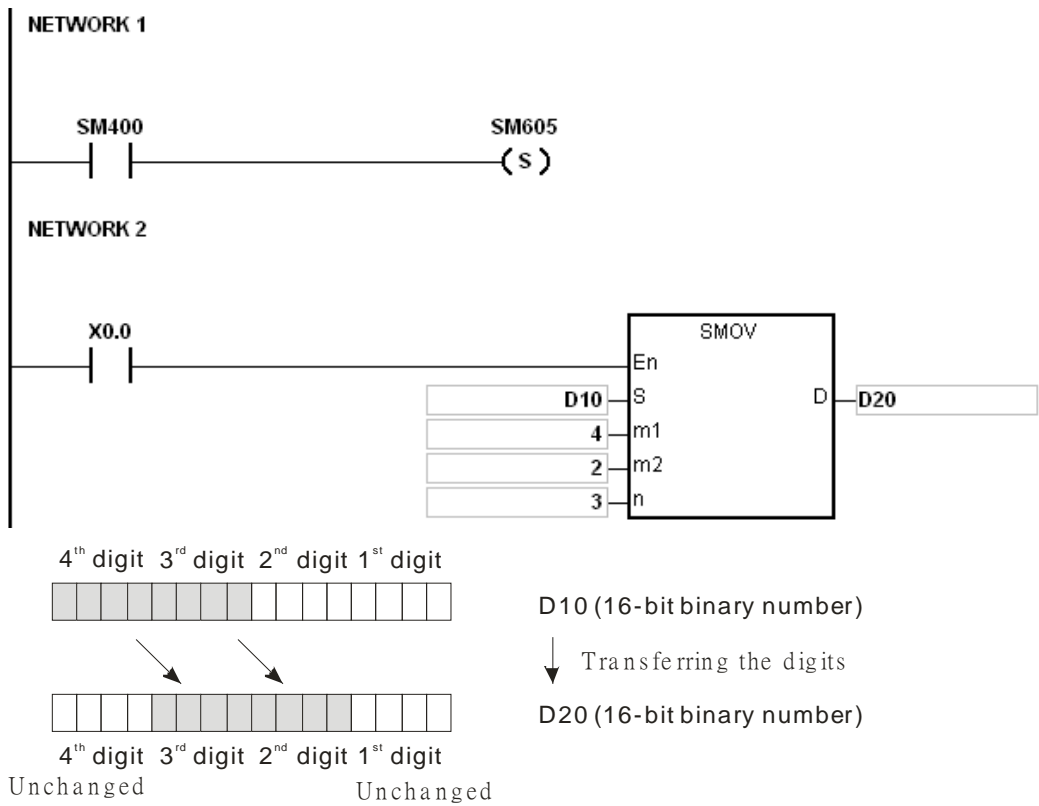 NETWORK 1
SM400 SM605
( S )
NETWORK 2
X0.0 SMOV
En
D10 S D D20
4 m1
2 m2
3 n
4th digit 3rd digit 2nd digit 1st digit
D10 (16-bit binary number)
Transferring the digits
D20 (16-bit binary number)
4th digit 3rd digit 2nd digit 1st digit
Unchanged Unchanged